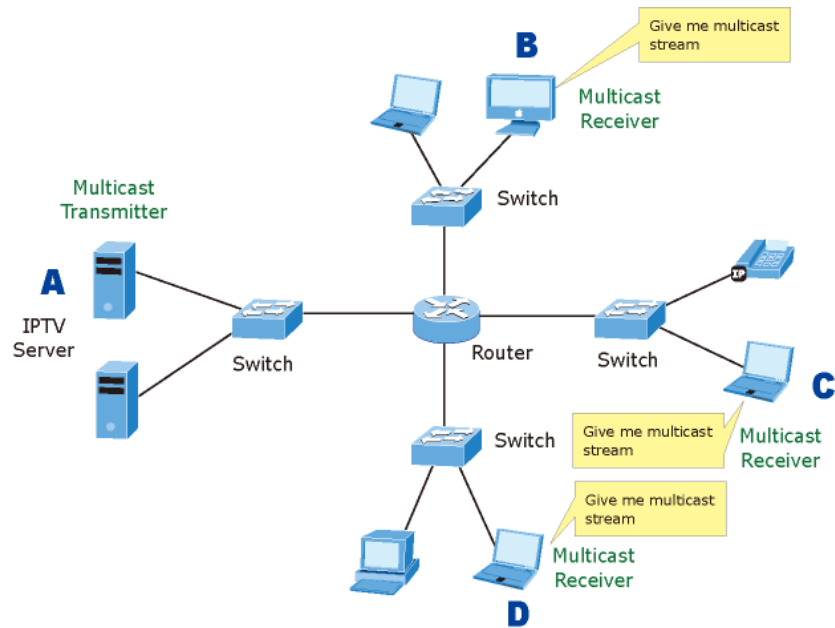 Give me multicast
stream
B
Multicast
Receiver
Switch
Multicast
Transmitter
A
IPTV
Server
Switch
Router
IP
Switch
C
Give me multicast
stream
Multicast
Receiver
Switch
Give me multicast
stream
Multicast
Receiver
D